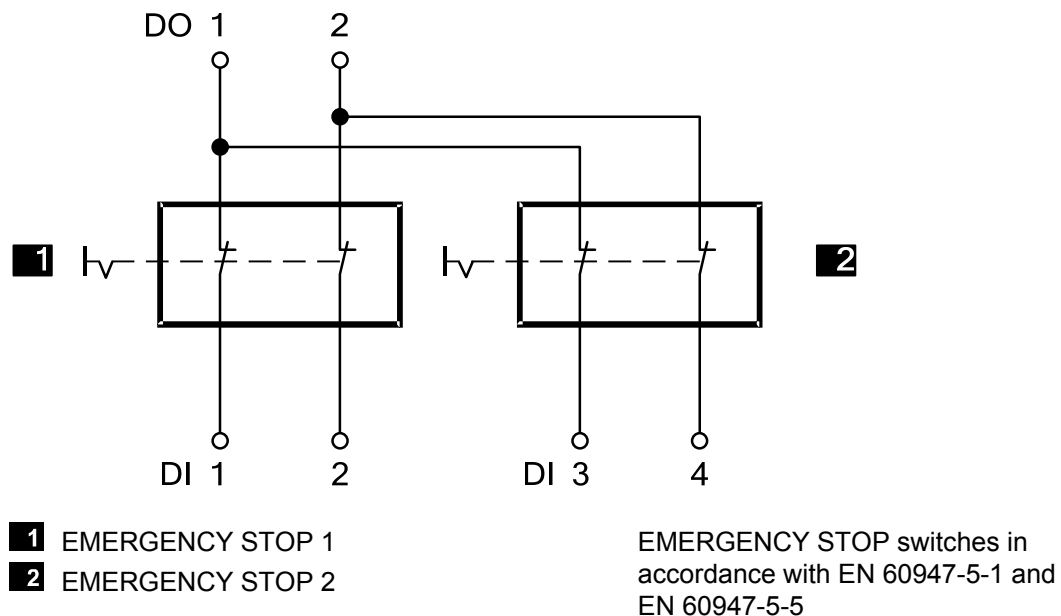 DO 1 2
1 2
DI 1 2 DI 3 4
1 EMERGENCY STOP 1
2 EMERGENCY STOP 2
EMERGENCY STOP switches in
accordance with EN 60947-5-1 and
EN 60947-5-5